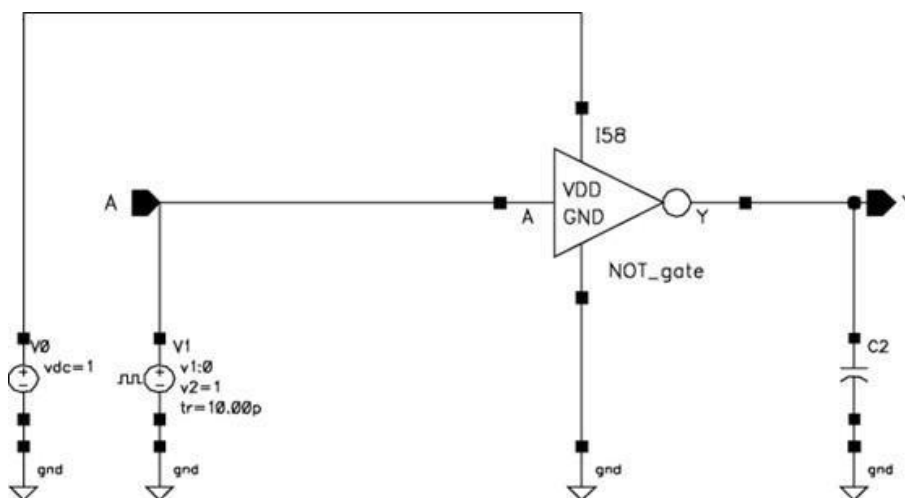 I58
A
VDD
GND
A
Y
Y
NOT_gate
V0
vdc=1
V1
v1:0
v2=1
tr=10.00p
C2
gnd
gnd
gnd
gnd